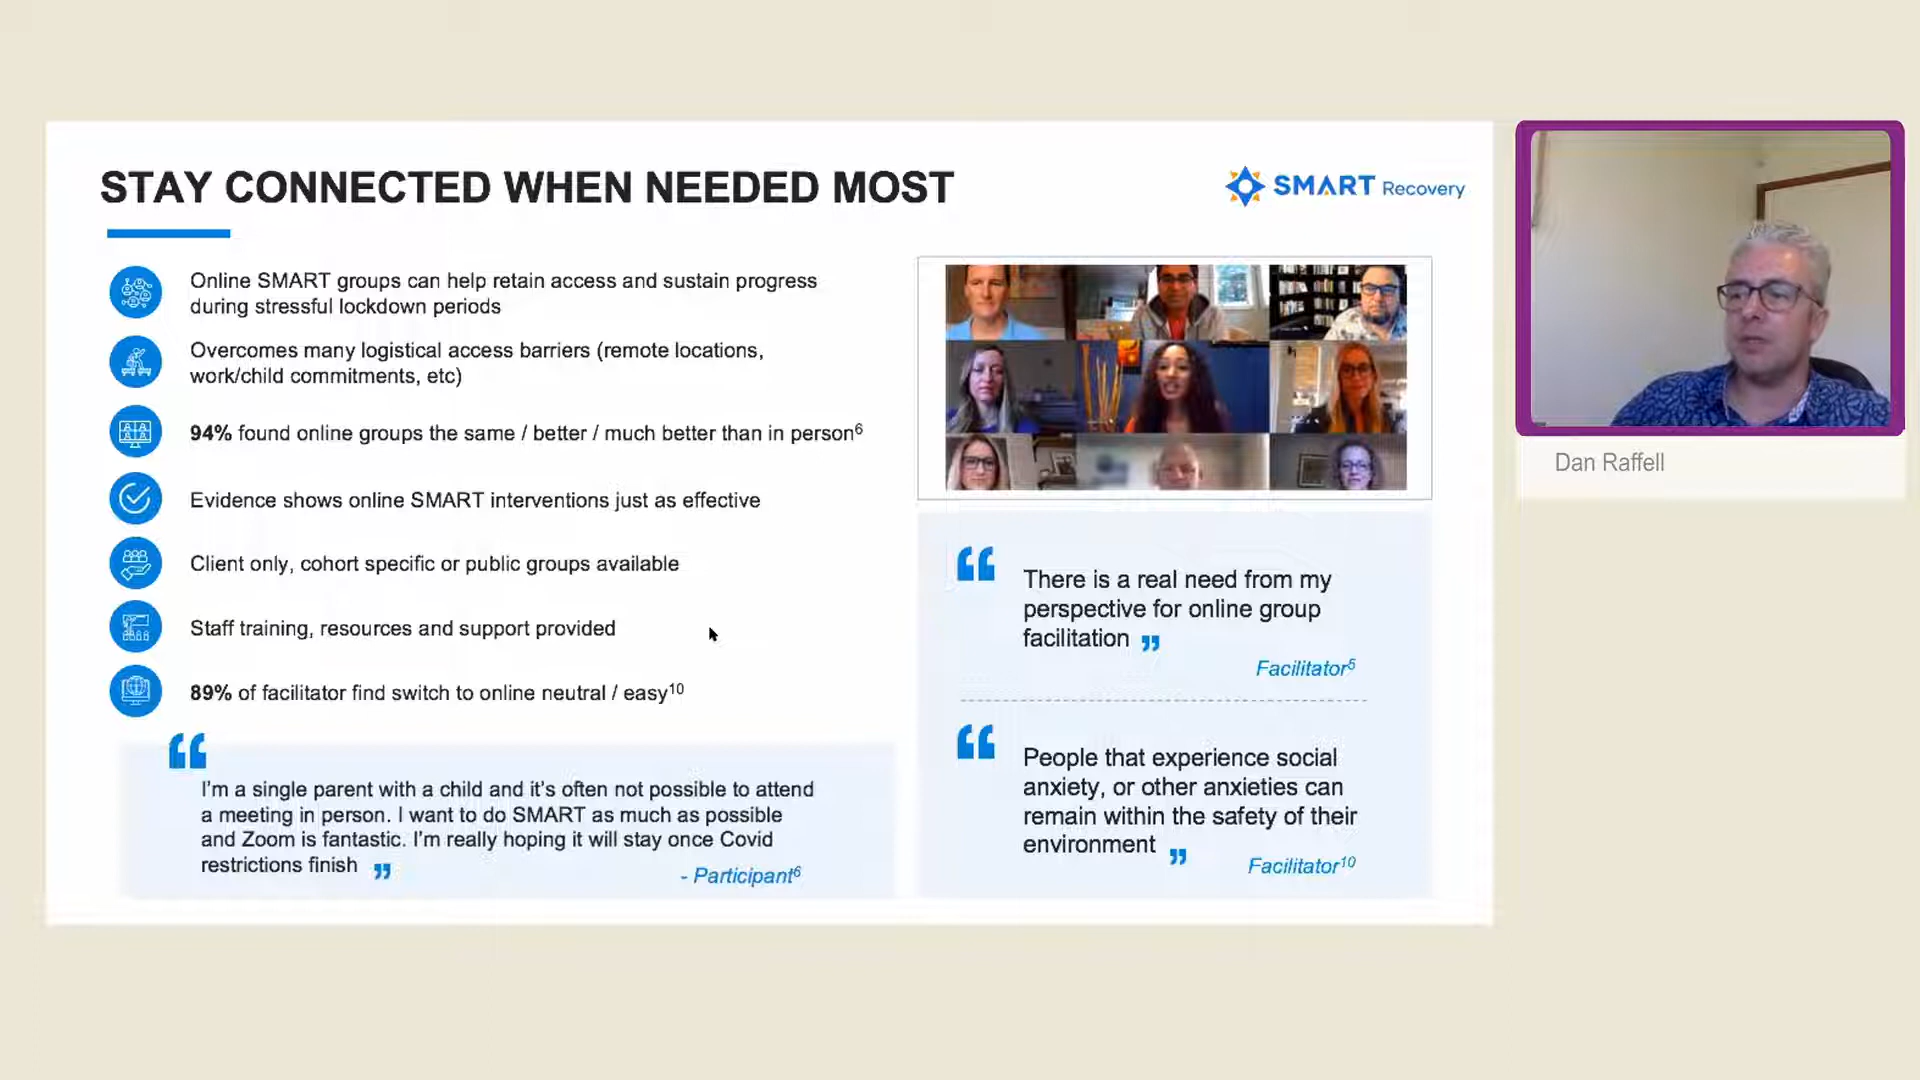 STAY CONNECTED WHEN NEEDED MOST
SMART Recovery
Online SMART groups can help retain access and sustain progress
during stressful lockdown periods
Overcomes many logistical access barriers (remote locations,
work/child commitments, etc)
94% found online groups the same / better / much better than in person6
Evidence shows online SMART interventions just as effective
Client only, cohort specific or public groups available
Staff training, resources and support provided
89% of facilitator find switch to online neutral / easy10
“
I’m a single parent with a child and it’s often not possible to attend
a meeting in person. I want to do SMART as much as possible
and Zoom is fantastic. I’m really hoping it will stay once Covid
restrictions finish ”
- Participant6
“
There is a real need from my
perspective for online group
facilitation ”
Facilitator5
“
People that experience social
anxiety, or other anxieties can
remain within the safety of their
environment ”
Facilitator10
Dan Raffell